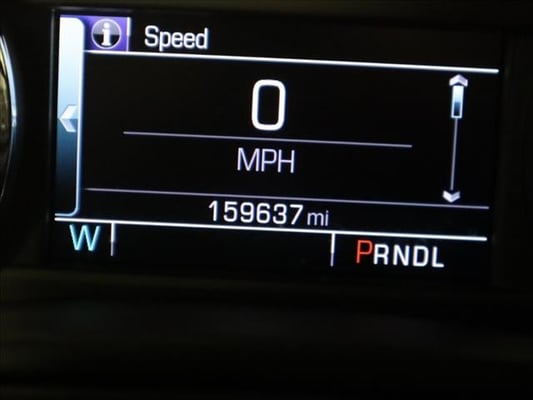 i Speed
0
MPH
159637 mi
W PRNDL